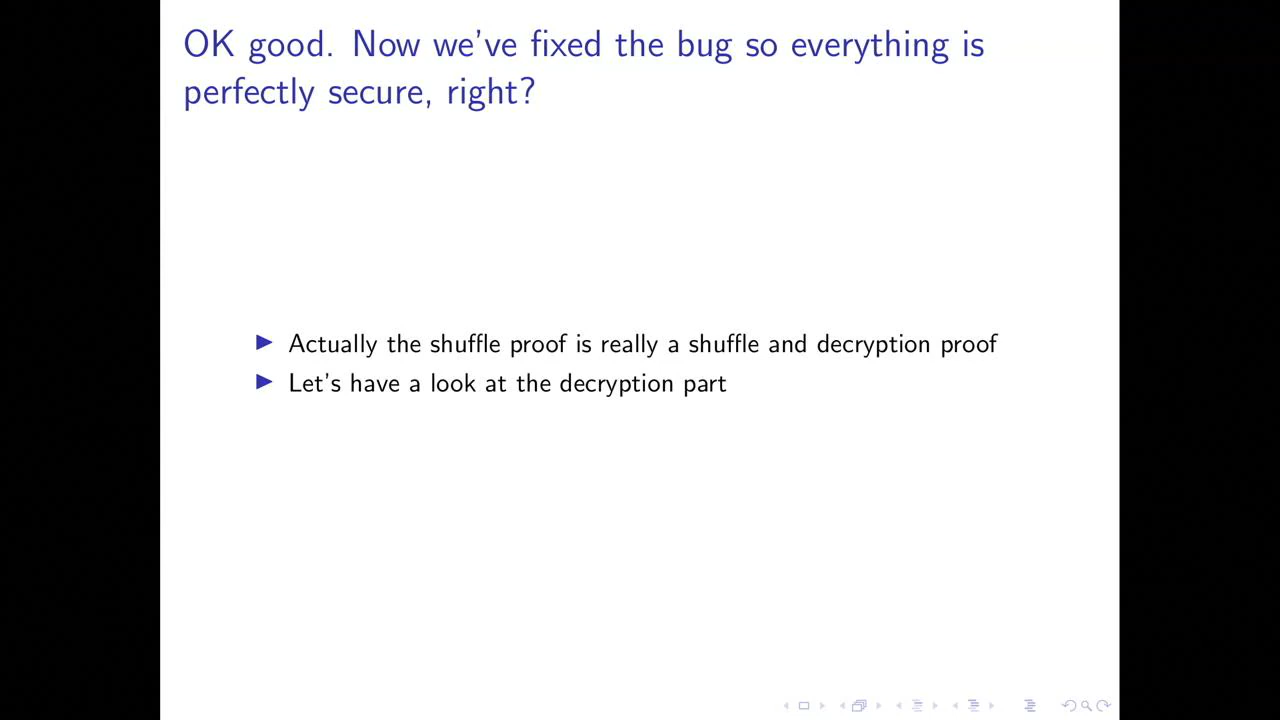 OK good. Now we've fixed the bug so everything is
perfectly secure, right?
Actually the shuffle proof is really a shuffle and decryption proof
Let's have a look at the decryption part